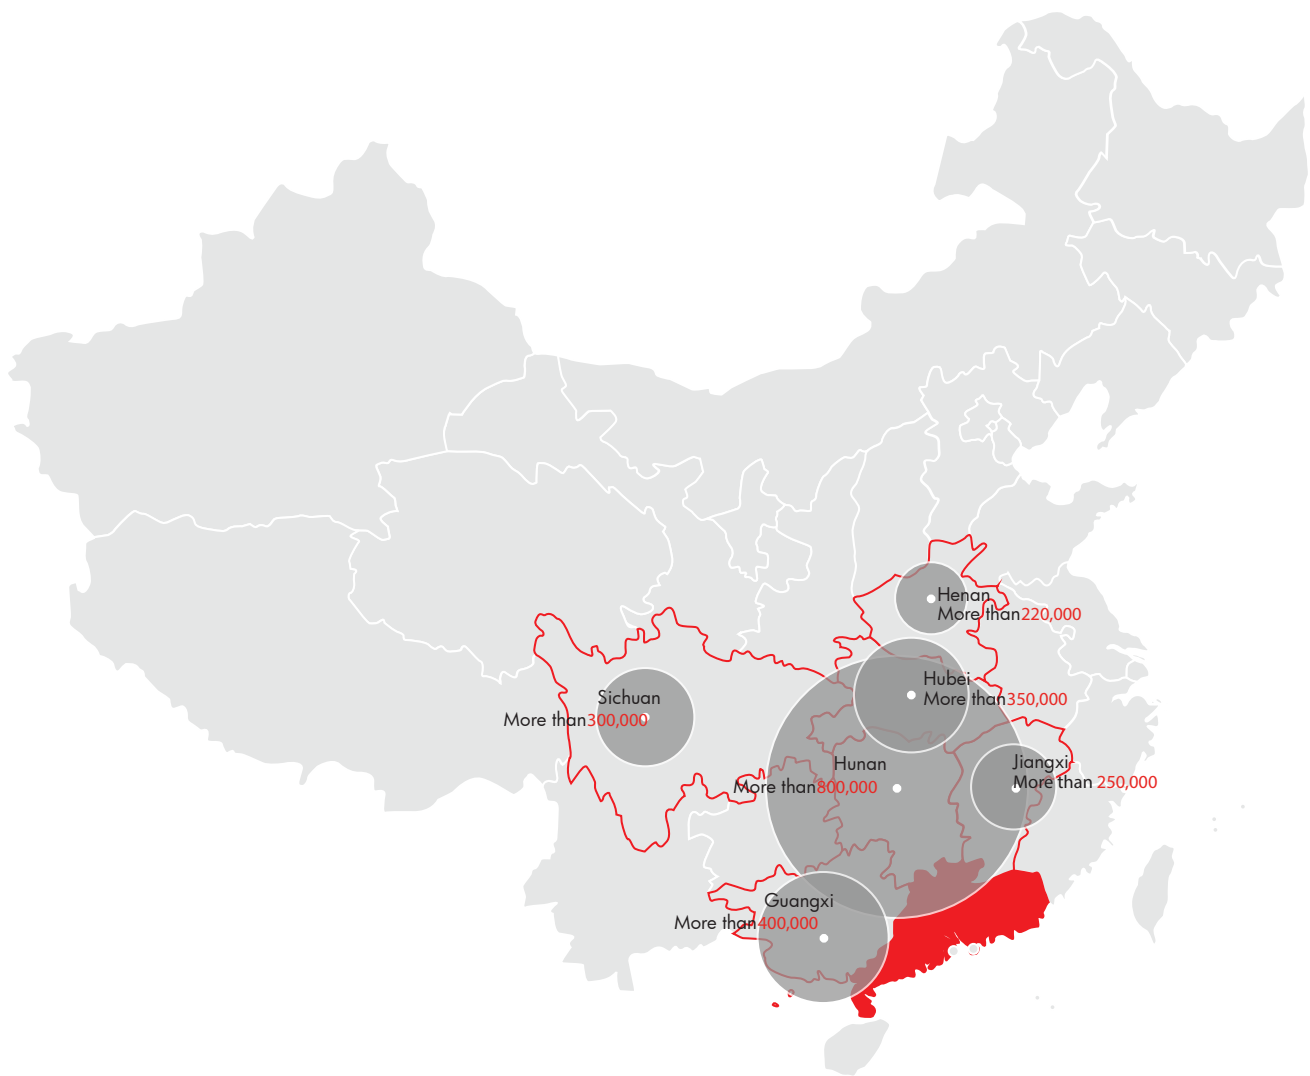 Henan
More than 220,000
Hubei
More than 350,000
Sichuan
More than 300,000
Hunan
More than 800,000
Jiangxi
More than 250,000
Guangxi
More than 400,000